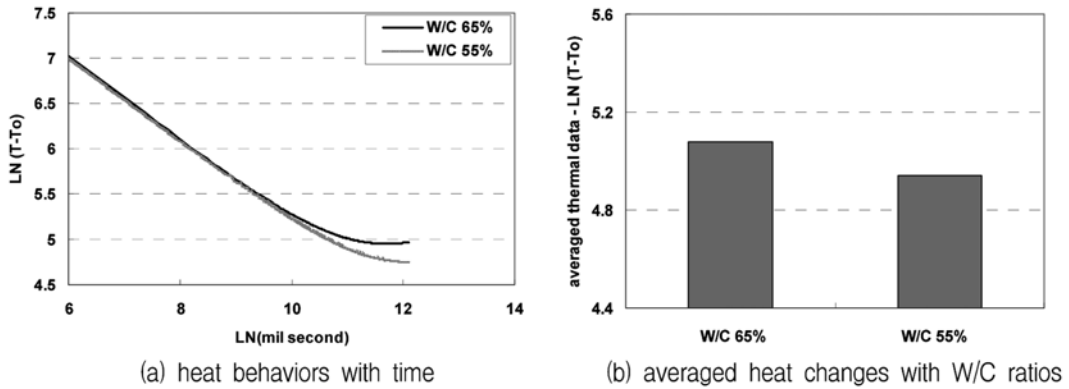 7.5
7
6.5
6
5.5
5
4.5
LN (T-To)
W/C 65%
W/C 55%
6 8 10 12 14
LN(mil second)
(a) heat behaviors with time
5.6
5.2
4.8
4.4
averaged thermal data - LN (T-To)
W/C 65% W/C 55%
(b) averaged heat changes with W/C ratios